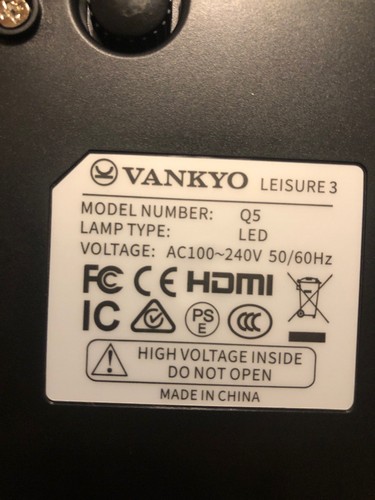 VANKYO LEISURE 3
MODEL NUMBER: Q5
LAMP TYPE: LED
VOLTAGE: AC100~240V 50/60Hz
FC CE HDMI
IC PS E CCC
HIGH VOLTAGE INSIDE
DO NOT OPEN
MADE IN CHINA